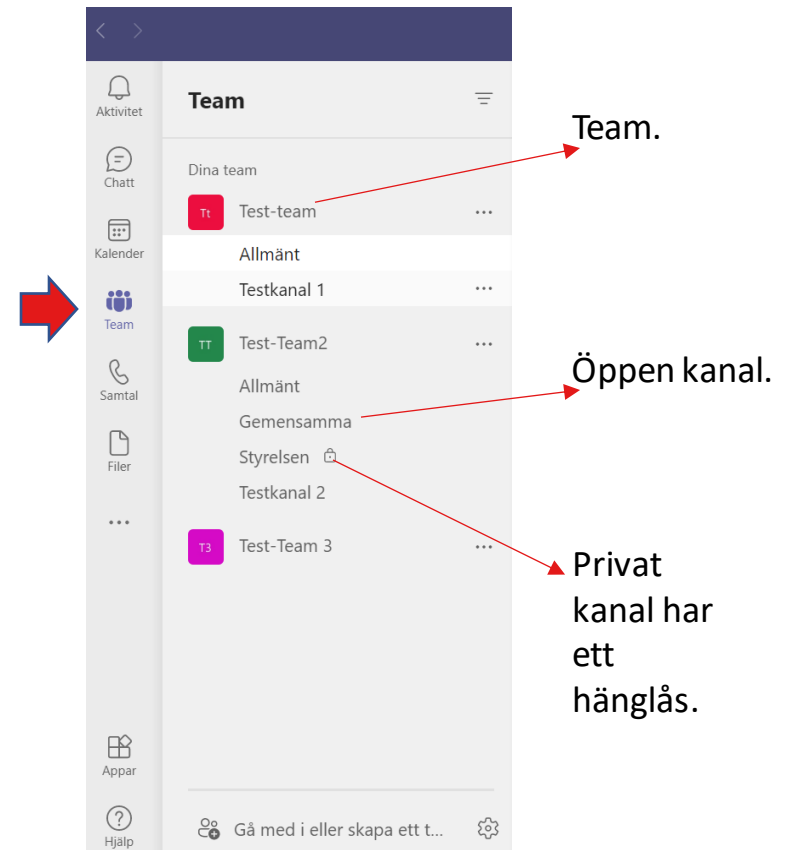 Aktivitet
Chatt
Kalender
Team
Samtal
Filer
Appar
Hjälp
Team
Dina team
Tt Test-team
Allmänt
Testkanal 1
TT Test-Team2
Allmänt
Gemensamma
Styrelsen
Testkanal 2
T3 Test-Team 3
Gå med i eller skapa ett t...
Team.
Öppen kanal.
Privat
kanal har
ett
hänglås.